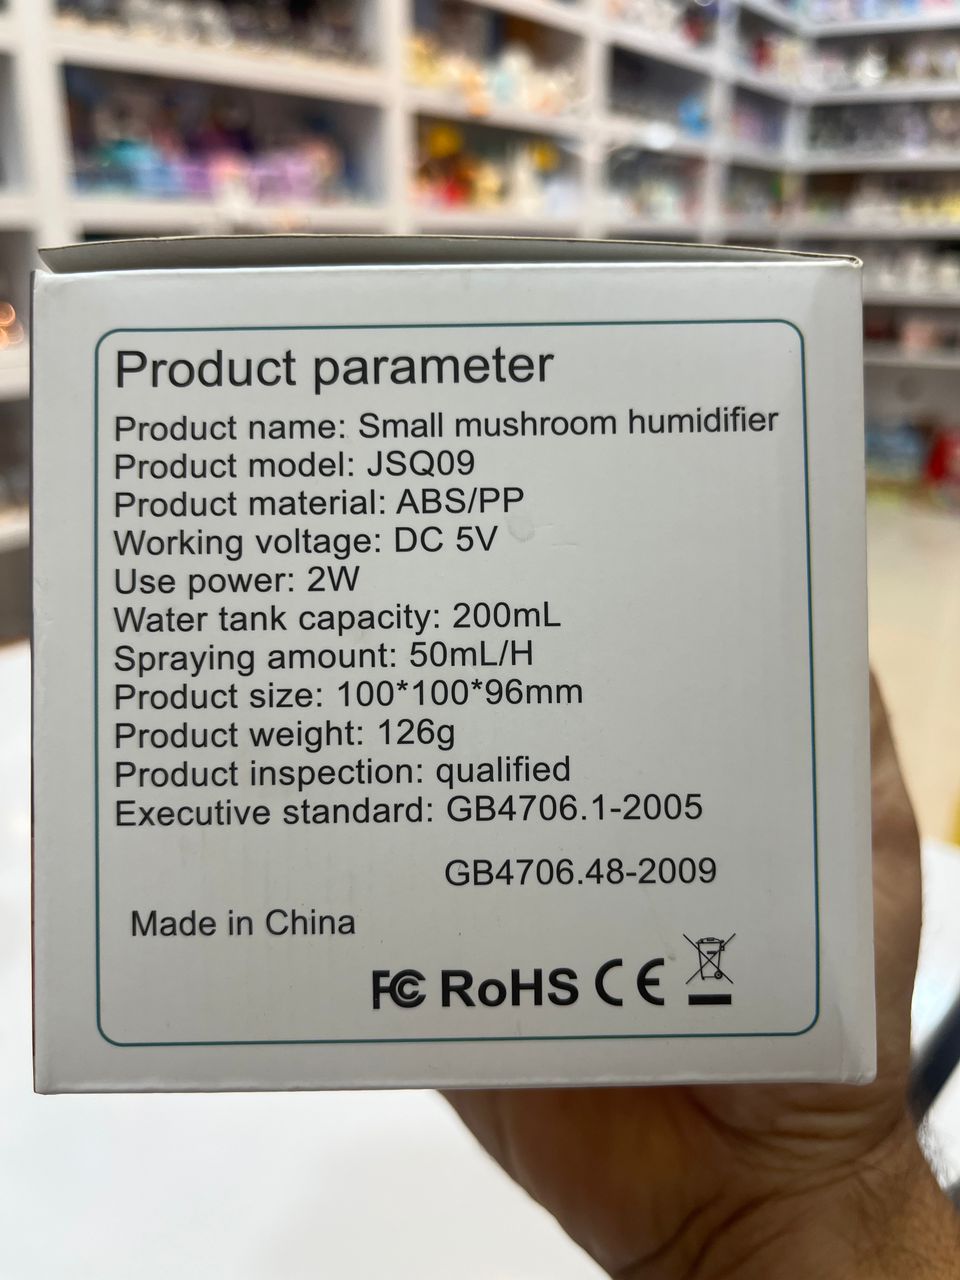 Product parameter
Product name: Small mushroom humidifier
Product model: JSQ09
Product material: ABS/PP
Working voltage: DC 5V
Use power: 2W
Water tank capacity: 200mL
Spraying amount: 50mL/H
Product size: 100*100*96mm
Product weight: 126g
Product inspection: qualified
Executive standard: GB4706.1-2005
GB4706.48-2009
Made in China
FC RoHS CE